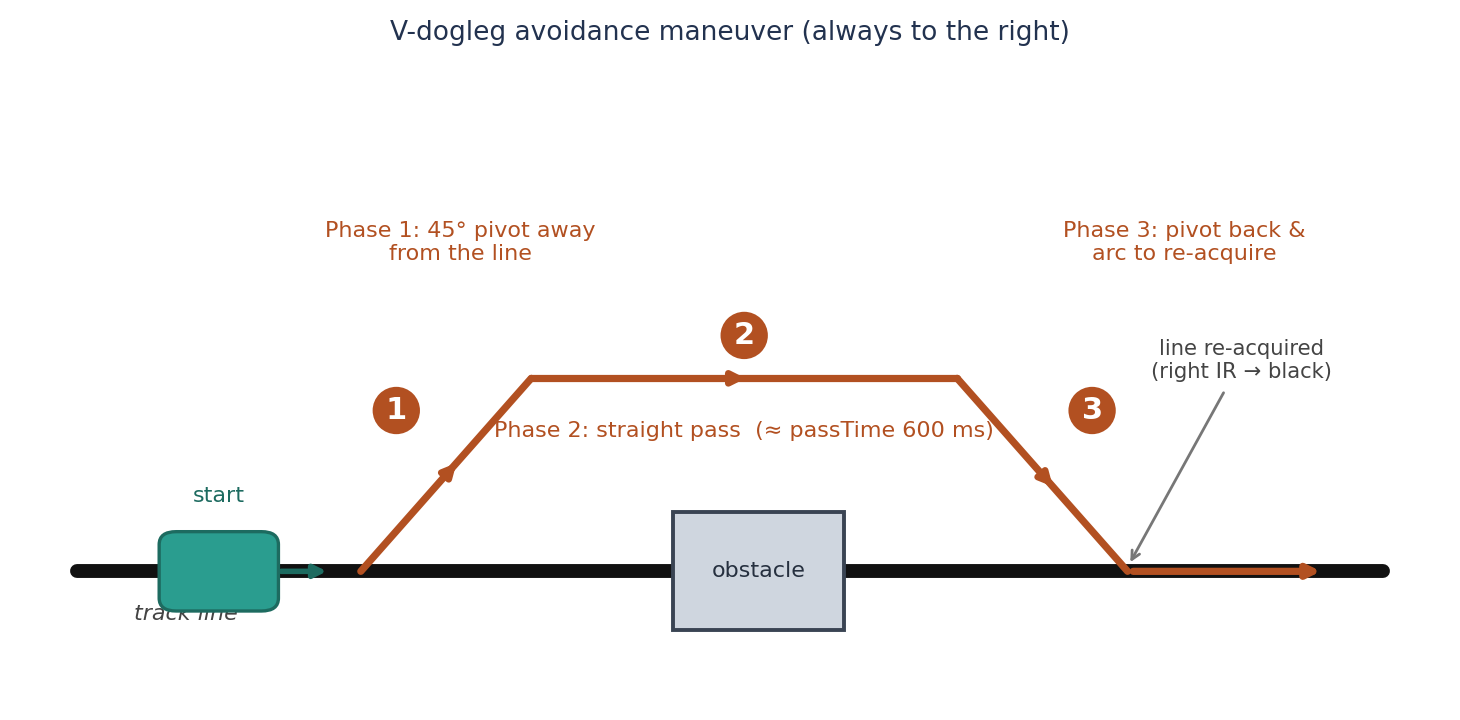 V-dogleg avoidance maneuver (always to the right)
Phase 1: 45° pivot away
from the line
Phase 3: pivot back &
arc to re-acquire
2
line re-acquired
(right IR → black)
1
3
Phase 2: straight pass (≈ passTime 600 ms)
start
obstacle
track line